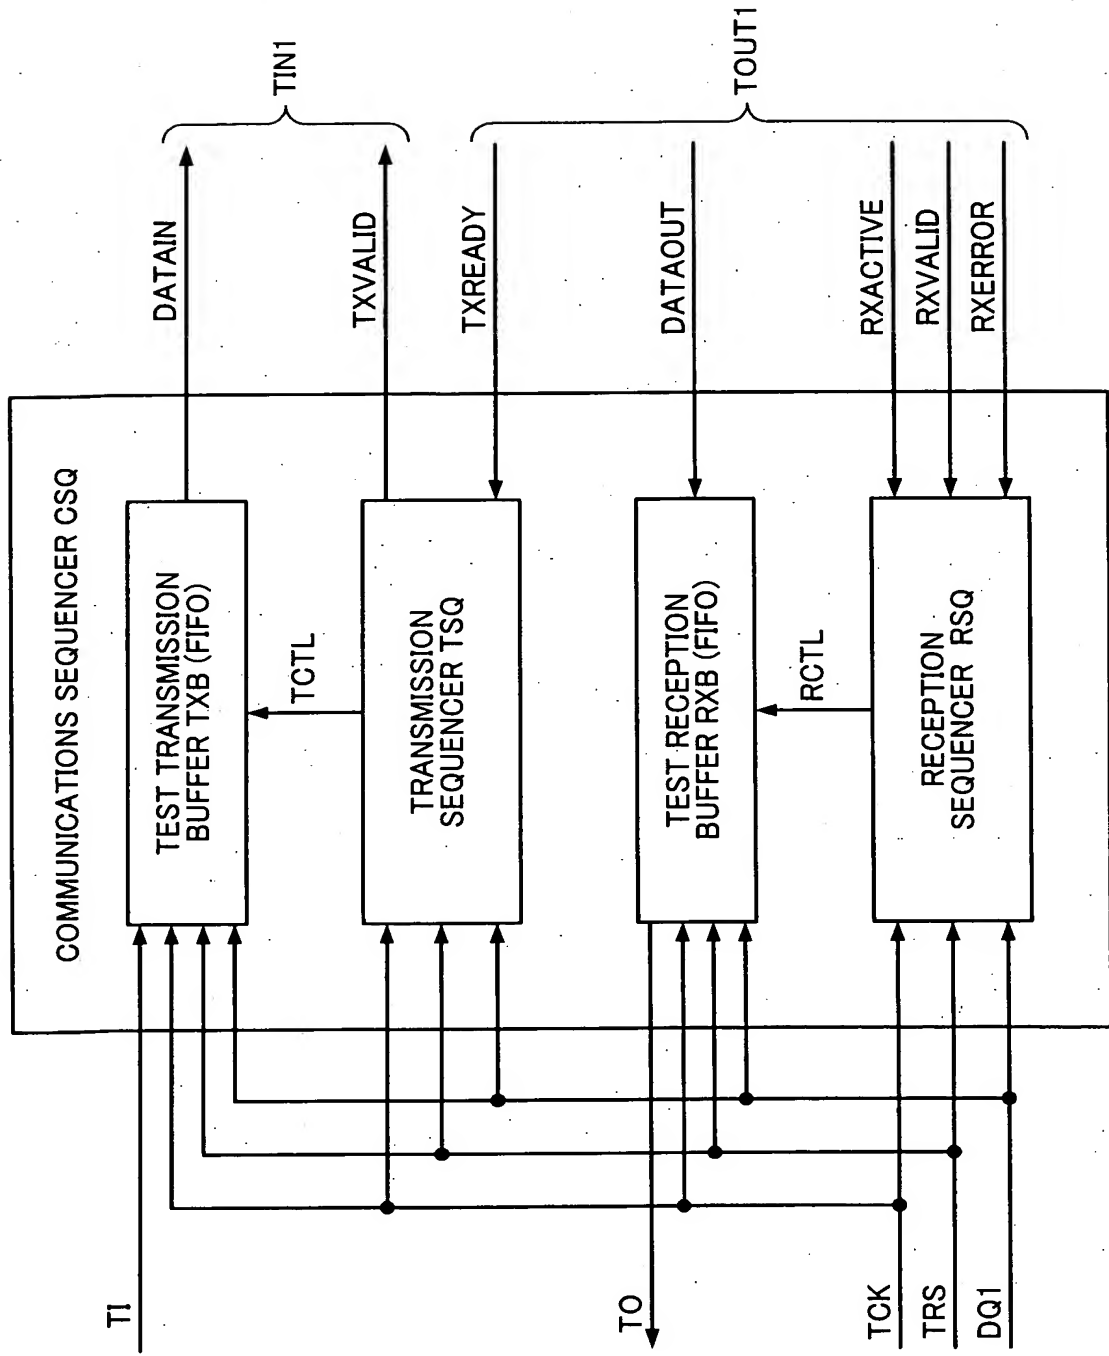 COMMUNICATIONS SEQUENCER CSQ
TI
TEST TRANSMISSION
BUFFER TXB (FIFO)
DATAIN
TIN1
TCTL
TRANSMISSION
SEQUENCER TSQ
TXVALID
TXREADY
TO
TEST RECEPTION
BUFFER RXB (FIFO)
DATAOUT
TOUT1
RCTL
TCK
TRS
DQ1
RECEPTION
SEQUENCER RSQ
RXACTIVE
RXVALID
RXERROR